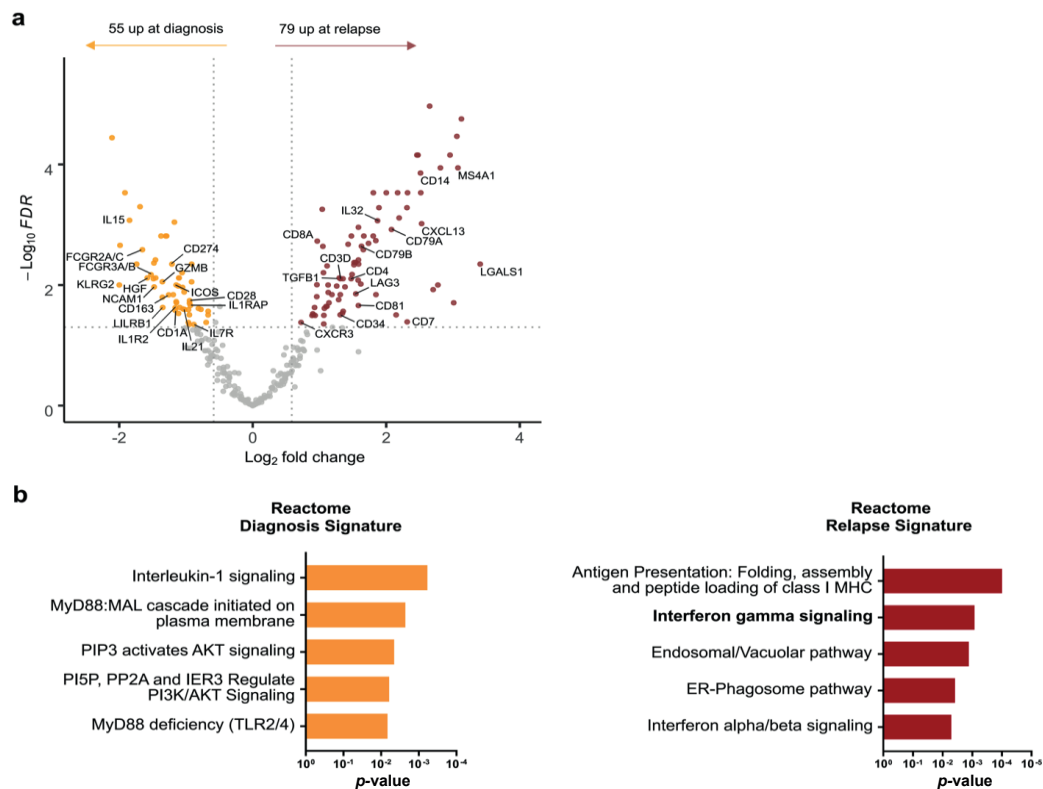 a
55 up at diagnosis
79 up at relapse
4
2
0
-2
0
2
4
−Log10 FDR
Log2 fold change
CD14
MS4A1
IL32
CXCL13
CD79A
CD8A
CD79B
CD3D
TGFB1
CD4
LAG3
LGALS1
CD81
CD34
CD7
CXCR3
IL15
FCGR2A/C
CD274
FCGR3A/B
GZMB
KLRG2
HGF
ICOS
NCAM1
CD28
CD163
IL1RAP
LILRB1
CD1A
IL7R
IL1R2
IL21
b
Reactome
Diagnosis Signature
Interleukin-1 signaling
MyD88:MAL cascade initiated on
plasma membrane
PIP3 activates AKT signaling
PI5P, PP2A and IER3 Regulate
PI3K/AKT Signaling
MyD88 deficiency (TLR2/4)
10⁰ 10⁻¹ 10⁻² 10⁻³ 10⁻⁴
p-value
Reactome
Relapse Signature
Antigen Presentation: Folding, assembly
and peptide loading of class I MHC
Interferon gamma signaling
Endosomal/Vacuolar pathway
ER-Phagosome pathway
Interferon alpha/beta signaling
10⁰ 10⁻¹ 10⁻² 10⁻³ 10⁻⁴ 10⁻⁵
p-value